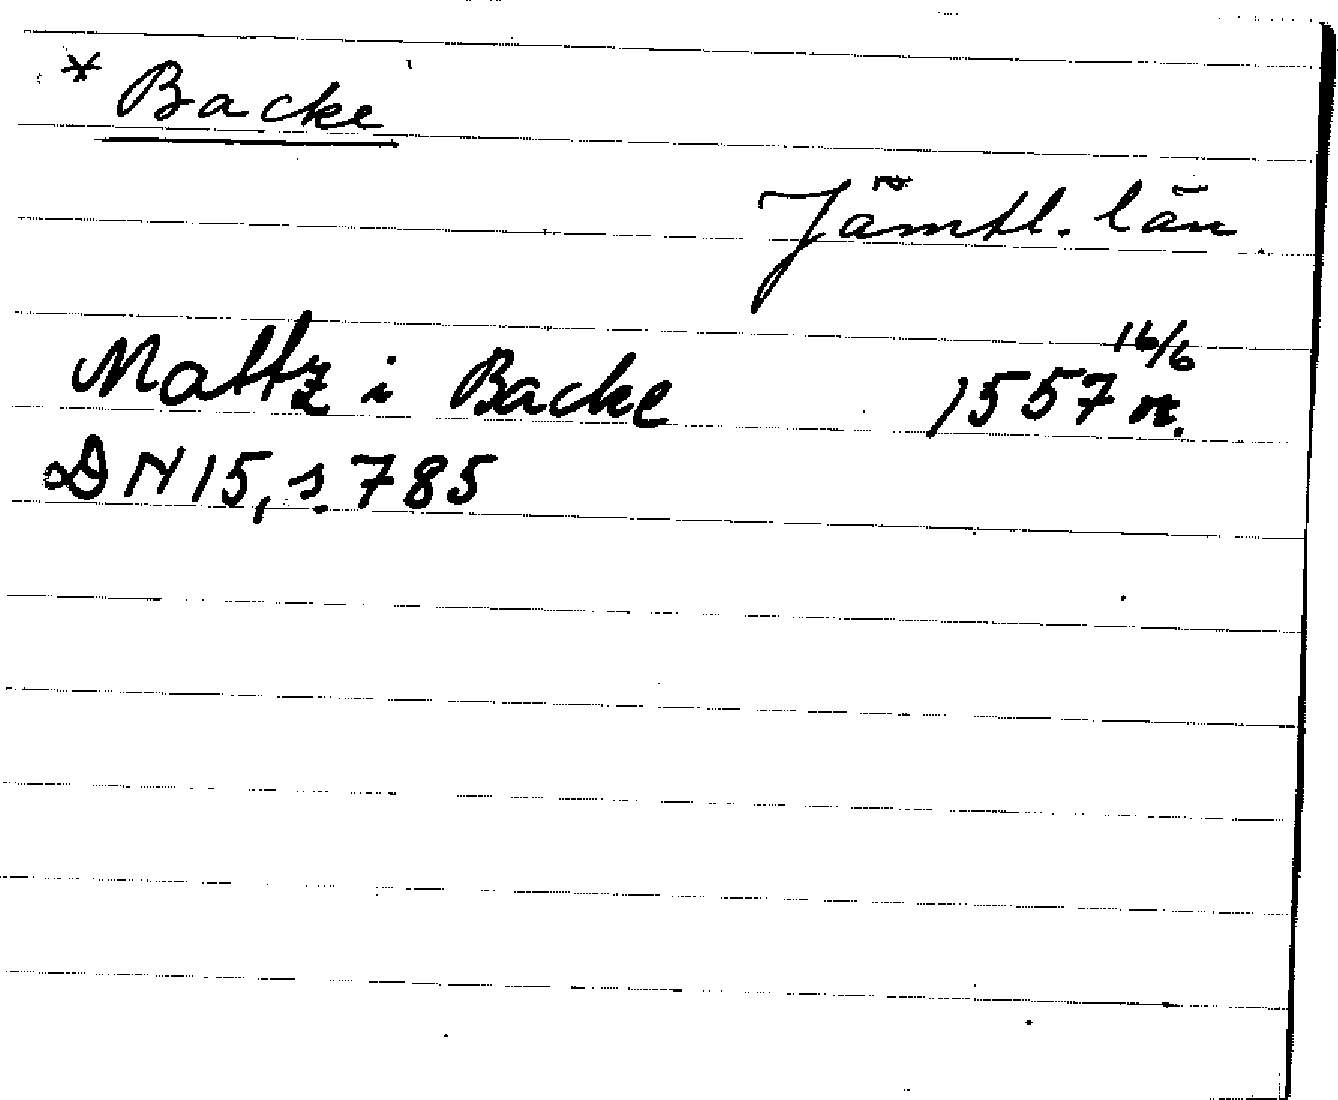 * Backe
Jämtl. län
Mattz i Backe 1557 16/6 n.
DN 15, s. 785